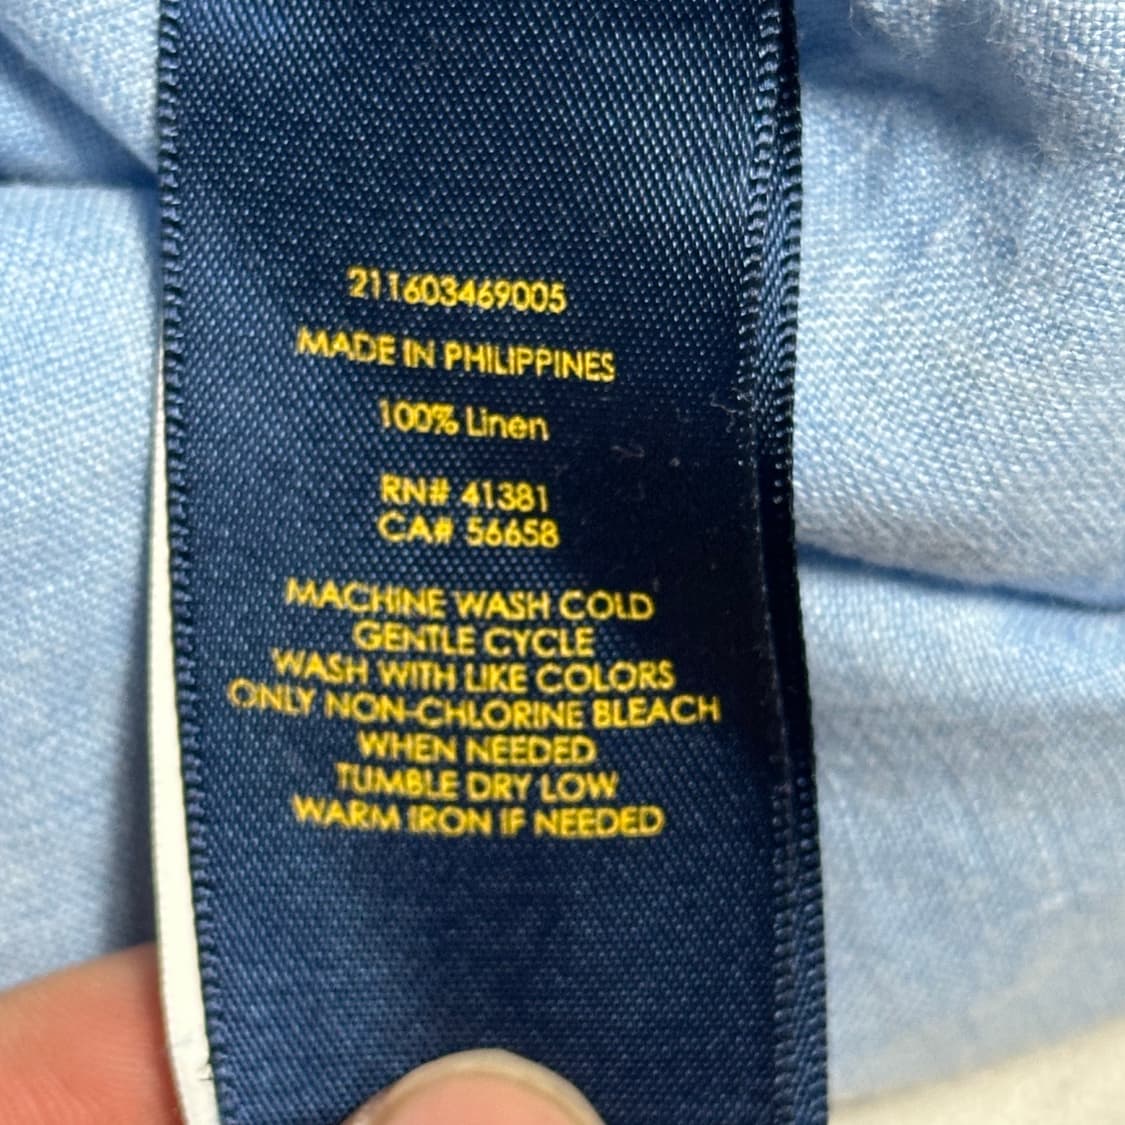 211603469005
MADE IN PHILIPPINES
100% Linen
RN# 41381
CA# 56658
MACHINE WASH COLD
GENTLE CYCLE
WASH WITH LIKE COLORS
ONLY NON-CHLORINE BLEACH
WHEN NEEDED
TUMBLE DRY LOW
WARM IRON IF NEEDED